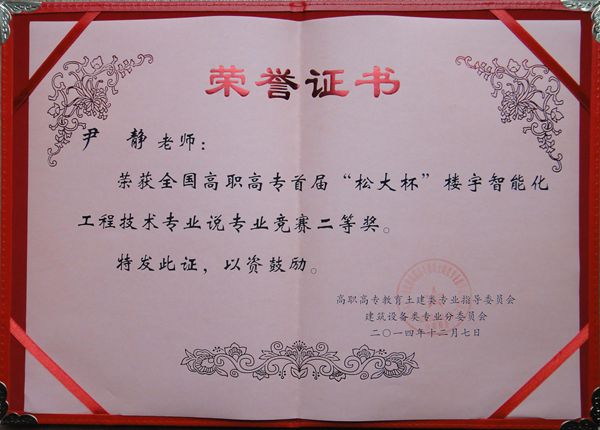 荣誉证书
尹 静老师：
荣获全国高职高专首届“松大杯”楼宇智能化
工程技术专业说专业竞赛二等奖。
特发此证，以资鼓励。
高职高专教育土建类专业指导委员会
建筑设备类专业分委员会
二〇一四年十二月七日